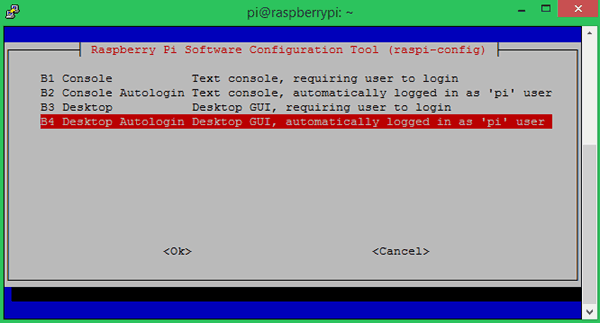 pi@raspberrypi: ~
Raspberry Pi Software Configuration Tool (raspi-config)
B1 Console Text console, requiring user to login
B2 Console Autologin Text console, automatically logged in as 'pi' user
B3 Desktop Desktop GUI, requiring user to login
B4 Desktop Autologin Desktop GUI, automatically logged in as 'pi' user
<Ok> <Cancel>